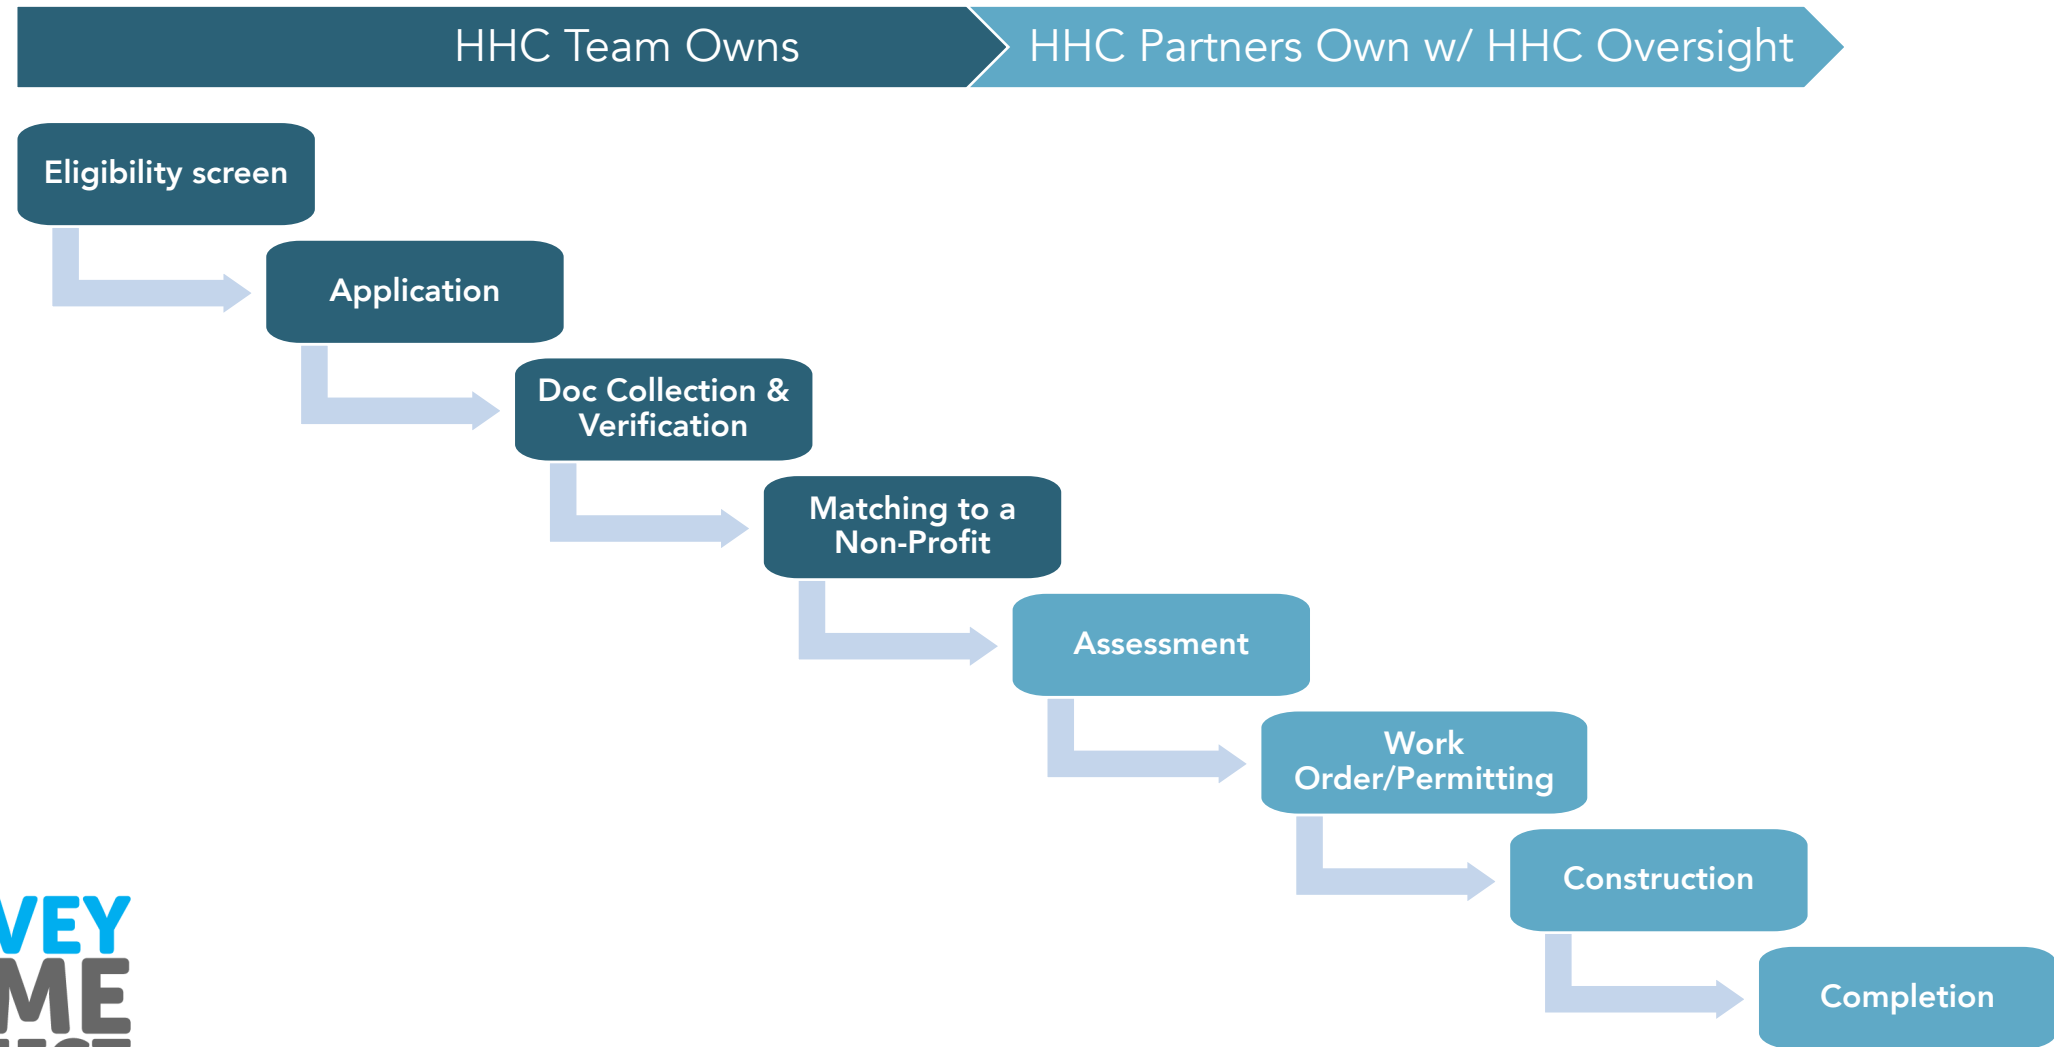 HHC Team Owns
HHC Partners Own w/ HHC Oversight
Eligibility screen
Application
Doc Collection &
Verification
Matching to a
Non-Profit
Assessment
Work
Order/Permitting
Construction
Completion
VEY
ME